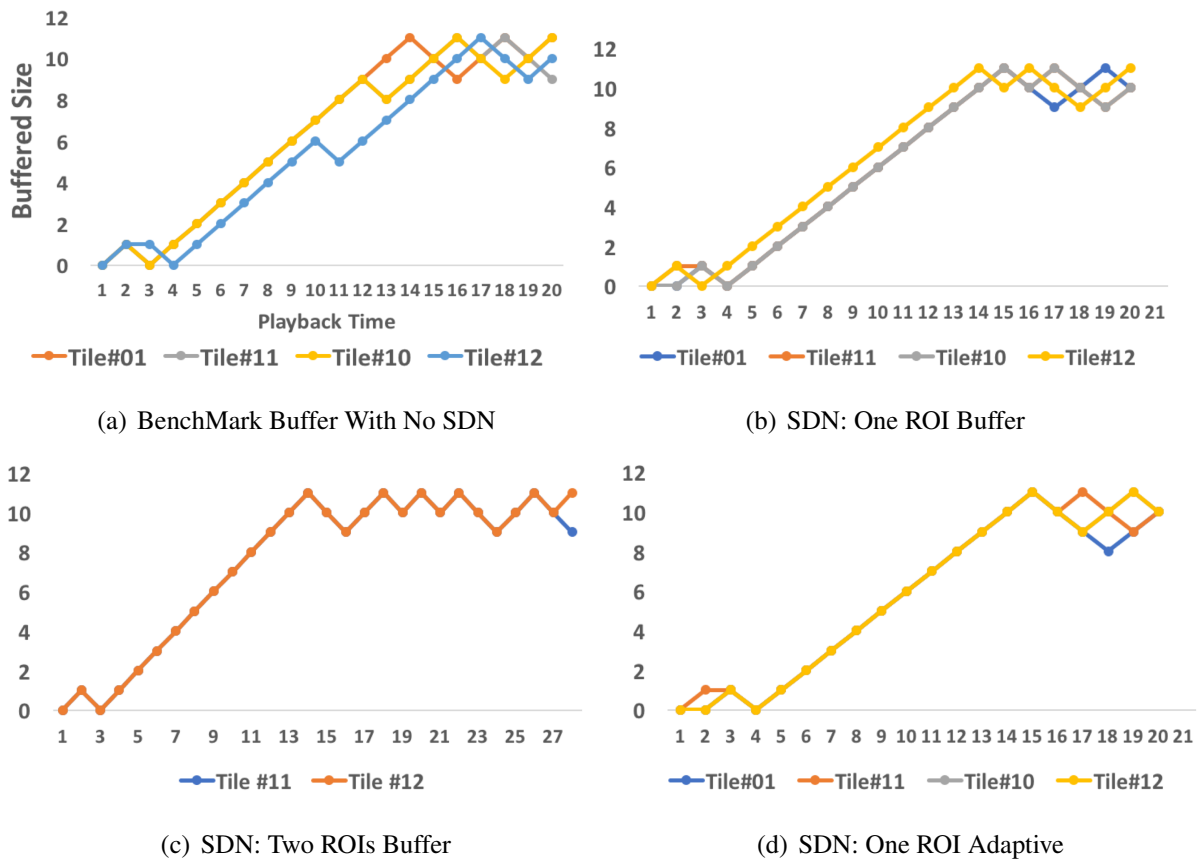 12
10
8
6
4
2
0
Buffered Size
1 2 3 4 5 6 7 8 9 10 11 12 13 14 15 16 17 18 19 20
Playback Time
Tile#01 Tile#11 Tile#10 Tile#12
(a) BenchMark Buffer With No SDN
12
10
8
6
4
2
0
1 2 3 4 5 6 7 8 9 10 11 12 13 14 15 16 17 18 19 20 21
Tile#01 Tile#11 Tile#10 Tile#12
(b) SDN: One ROI Buffer
12
10
8
6
4
2
0
1 3 5 7 9 11 13 15 17 19 21 23 25 27
Tile #11 Tile #12
(c) SDN: Two ROIs Buffer
12
10
8
6
4
2
0
1 2 3 4 5 6 7 8 9 10 11 12 13 14 15 16 17 18 19 20 21
Tile#01 Tile#11 Tile#10 Tile#12
(d) SDN: One ROI Adaptive